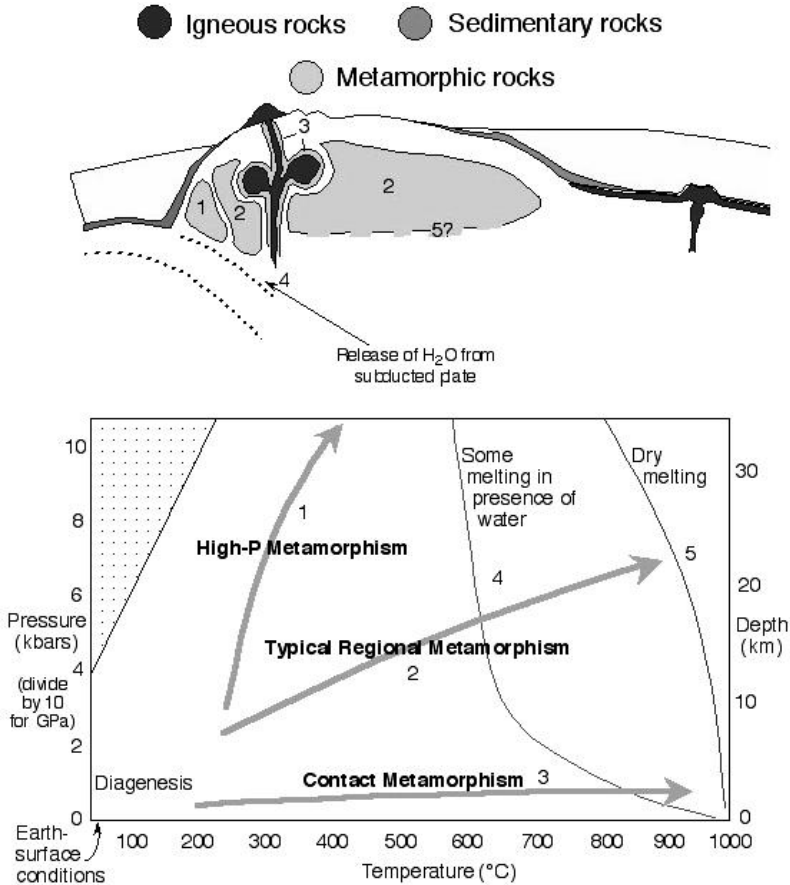 Igneous rocks
Sedimentary rocks
Metamorphic rocks
3
2
1
2
5?
4
Release of H₂O from
subducted plate
10
8
6
4
2
0
Pressure
(kbars)
(divide
by 10
for GPa)
30
20
10
0
Depth
(km)
Some
melting in
presence of
water
Dry
melting
1
High-P Metamorphism
5
4
Typical Regional Metamorphism
2
Diagenesis
Contact Metamorphism
3
Earth-
surface
conditions
100 200 300 400 500 600 700 800 900 1000
Temperature (°C)